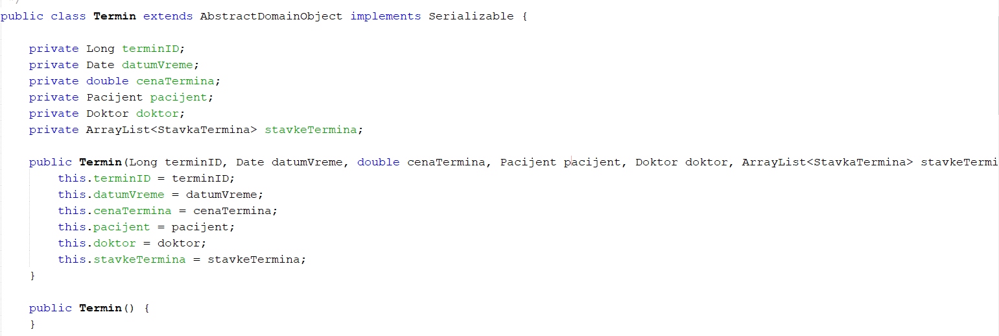 */
public class Termin extends AbstractDomainObject implements Serializable {
private Long terminID;
private Date datumVreme;
private double cenaTermina;
private Pacijent pacijent;
private Doktor doktor;
private ArrayList<StavkaTermina> stavkeTermina;
public Termin(Long terminID, Date datumVreme, double cenaTermina, Pacijent pacijent, Doktor doktor, ArrayList<StavkaTermina> stavkeTermi
this.terminID = terminID;
this.datumVreme = datumVreme;
this.cenaTermina = cenaTermina;
this.pacijent = pacijent;
this.doktor = doktor;
this.stavkeTermina = stavkeTermina;
}
public Termin() {
}